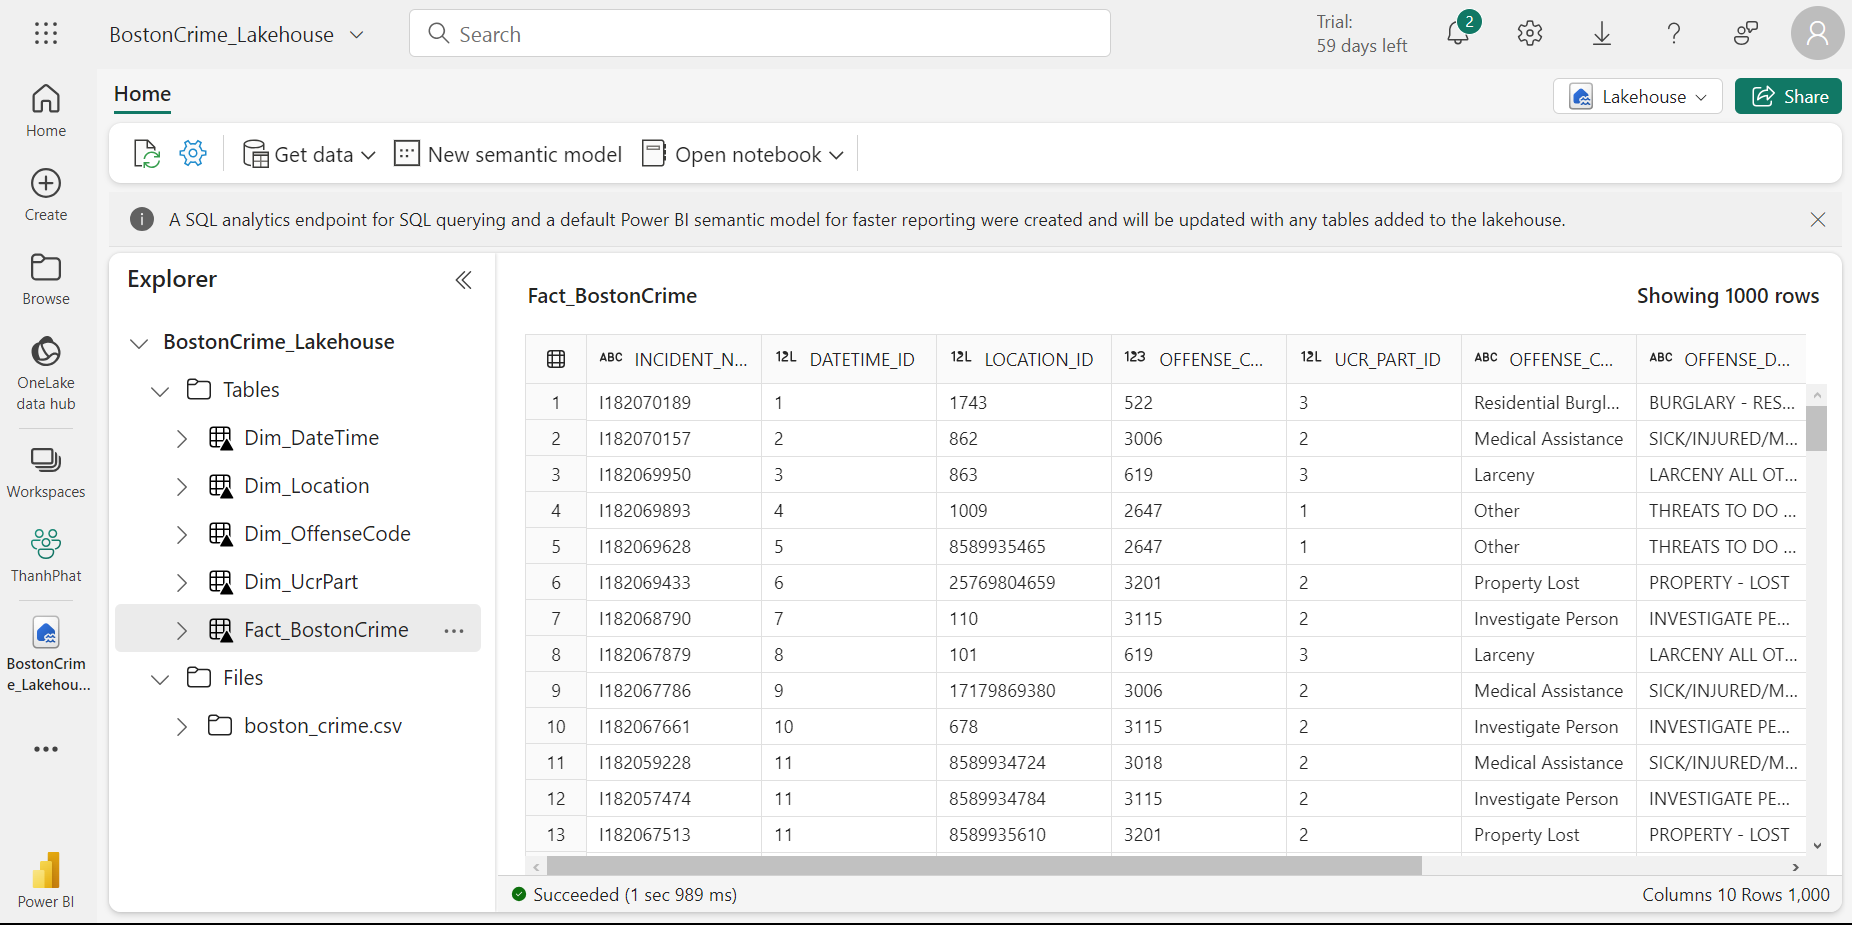 BostonCrime_Lakehouse
Search
Trial:
59 days left
2
Home
Create
Browse
OneLake
data hub
Workspaces
ThanhPhat
BostonCrim
e_Lakehou...
Power BI
Home
Lakehouse
Share
Get data
New semantic model
Open notebook
A SQL analytics endpoint for SQL querying and a default Power BI semantic model for faster reporting were created and will be updated with any tables added to the lakehouse.
Explorer
BostonCrime_Lakehouse
Tables
Dim_DateTime
Dim_Location
Dim_OffenseCode
Dim_UcrPart
Fact_BostonCrime
Files
boston_crime.csv
Fact_BostonCrime
Showing 1000 rows
ABC INCIDENT_N... 12L DATETIME_ID 12L LOCATION_ID 123 OFFENSE_C... 12L UCR_PART_ID ABC OFFENSE_C... ABC OFFENSE_D...
1 I182070189 1 1743 522 3 Residential Burgl... BURGLARY - RES...
2 I182070157 2 862 3006 2 Medical Assistance SICK/INJURED/M...
3 I182069950 3 863 619 3 Larceny LARCENY ALL OT...
4 I182069893 4 1009 2647 1 Other THREATS TO DO ...
5 I182069628 5 8589935465 2647 1 Other THREATS TO DO ...
6 I182069433 6 25769804659 3201 2 Property Lost PROPERTY - LOST
7 I182068790 7 110 3115 2 Investigate Person INVESTIGATE PE...
8 I182067879 8 101 619 3 Larceny LARCENY ALL OT...
9 I182067786 9 17179869380 3006 2 Medical Assistance SICK/INJURED/M...
10 I182067661 10 678 3115 2 Investigate Person INVESTIGATE PE...
11 I182059228 11 8589934724 3018 2 Medical Assistance SICK/INJURED/M...
12 I182057474 11 8589934784 3115 2 Investigate Person INVESTIGATE PE...
13 I182067513 11 8589935610 3201 2 Property Lost PROPERTY - LOST
Succeeded (1 sec 989 ms)
Columns 10 Rows 1,000